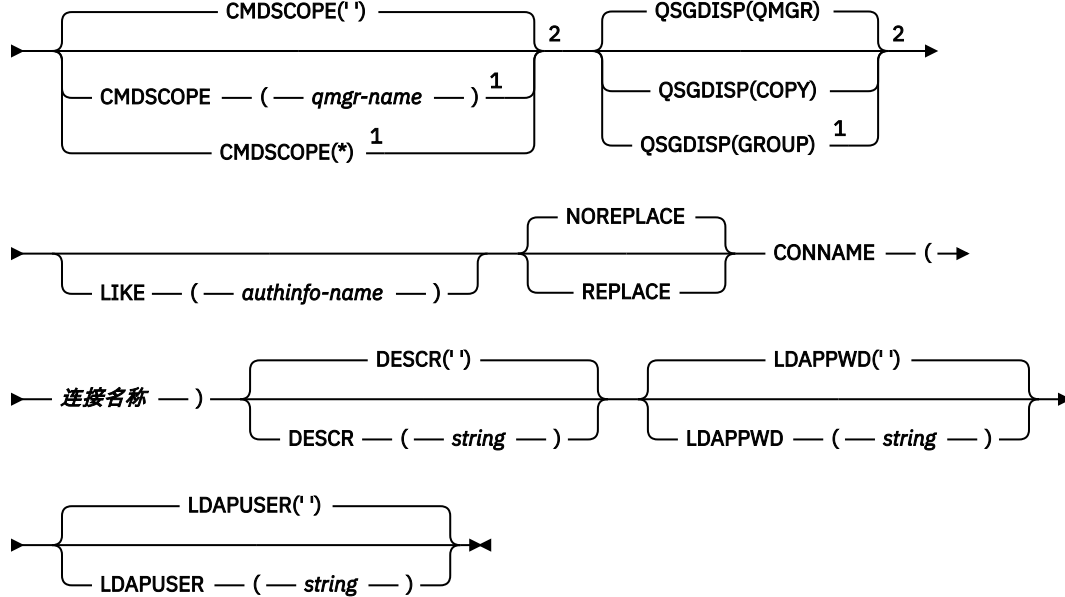 CMDSCOPE(' ')
CMDSCOPE ( qmgr-name ) 1
CMDSCOPE(*) 1
2
QSGDISP(QMGR)
QSGDISP(COPY)
QSGDISP(GROUP) 1
2
LIKE ( authinfo-name )
NOREPLACE
REPLACE
CONNAME (
连接名称 )
DESCR(' ')
DESCR ( string )
LDAPPWD(' ')
LDAPPWD ( string )
LDAPUSER(' ')
LDAPUSER ( string )